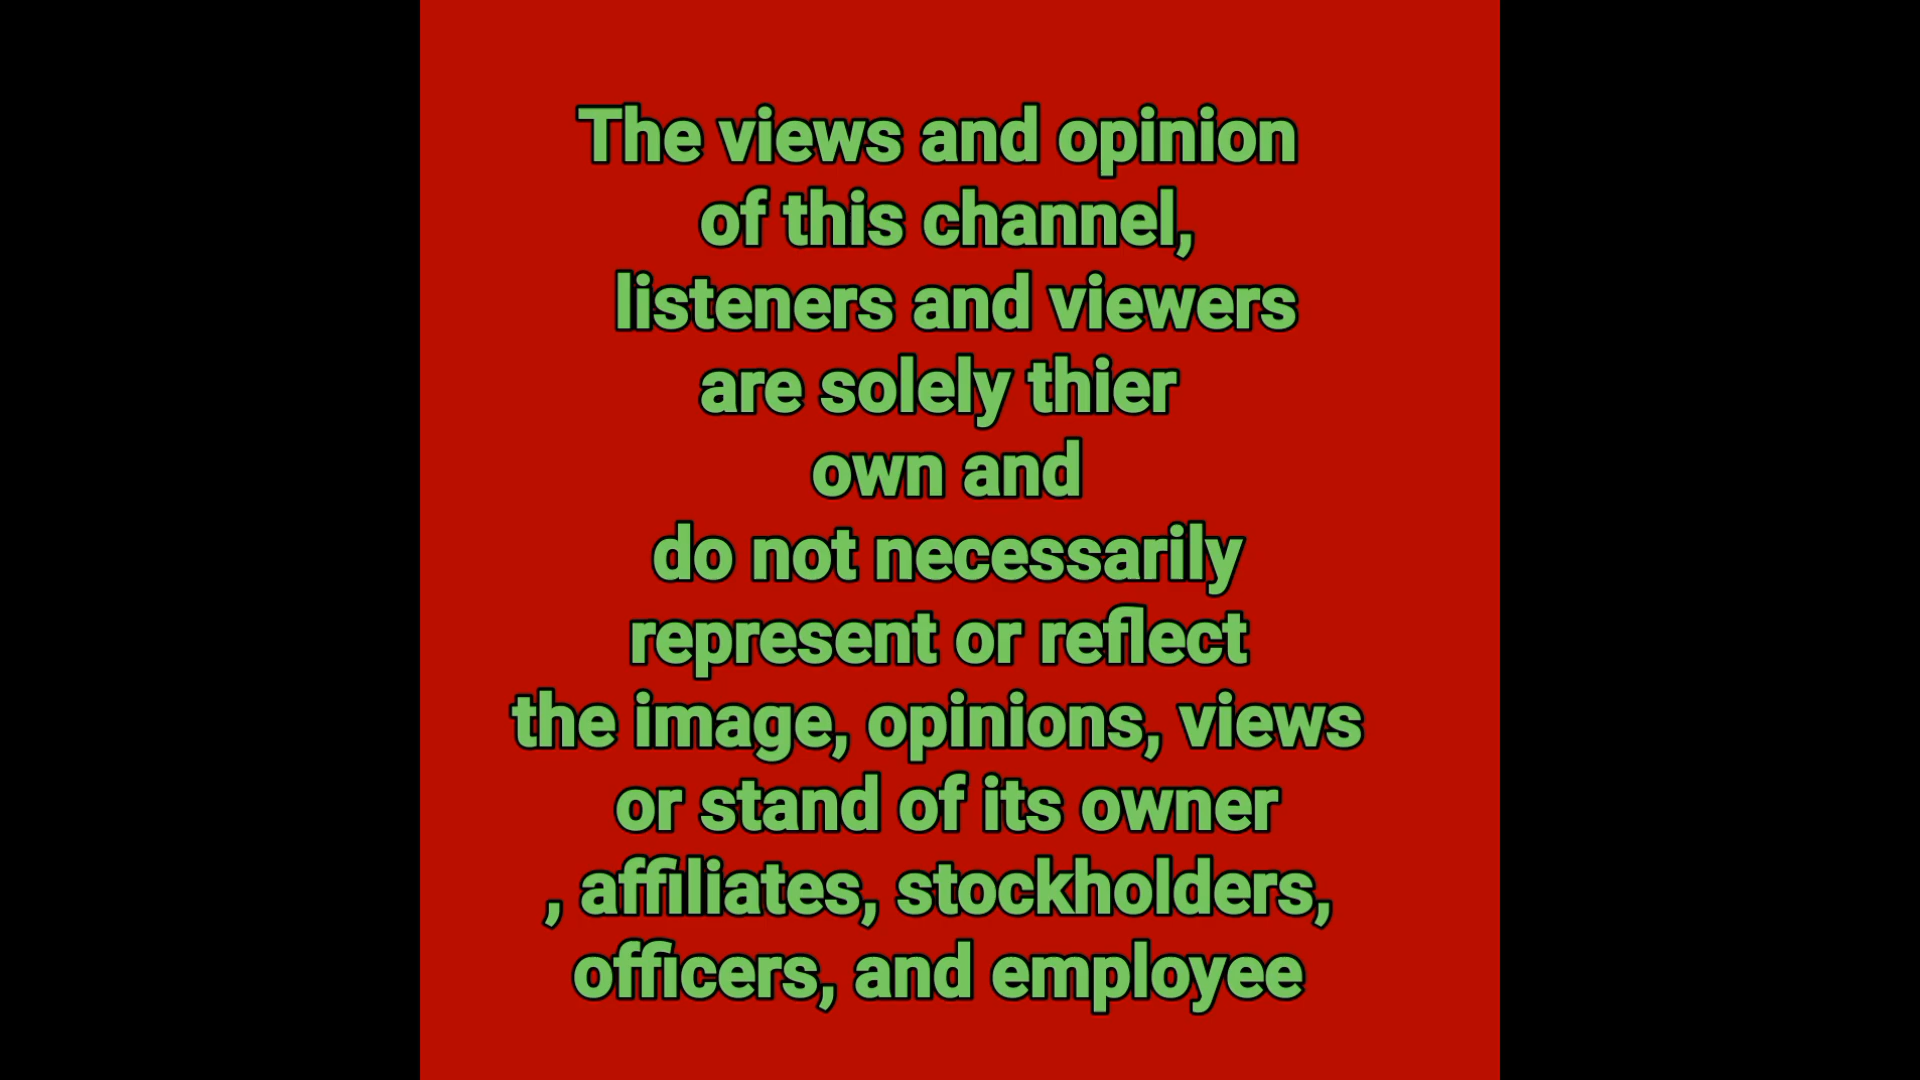 The views and opinion
of this channel,
listeners and viewers
are solely thier
own and
do not necessarily
represent or reflect
the image, opinions, views
or stand of its owner
, affiliates, stockholders,
officers, and employee